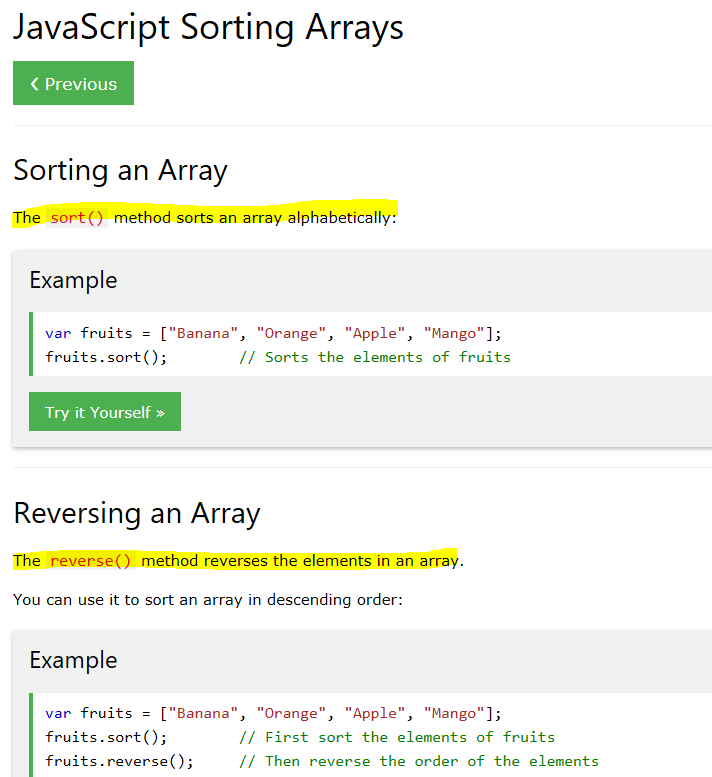 JavaScript Sorting Arrays
❮ Previous
Sorting an Array
The sort() method sorts an array alphabetically:
Example
var fruits = ["Banana", "Orange", "Apple", "Mango"];
fruits.sort();        // Sorts the elements of fruits
Try it Yourself »
Reversing an Array
The reverse() method reverses the elements in an array.
You can use it to sort an array in descending order:
Example
var fruits = ["Banana", "Orange", "Apple", "Mango"];
fruits.sort();        // First sort the elements of fruits
fruits.reverse();     // Then reverse the order of the elements